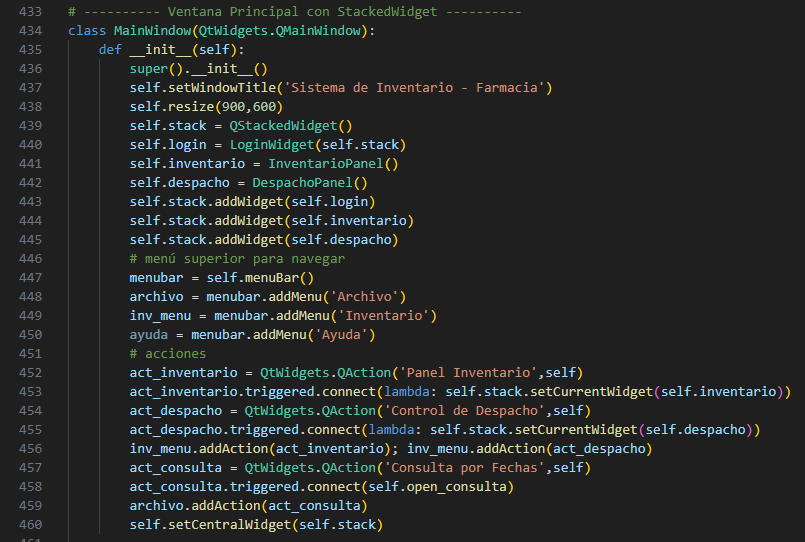 433 # ---------- Ventana Principal con StackedWidget ----------
434 class MainWindow(QtWidgets.QMainWindow):
435     def __init__(self):
436         super().__init__()
437         self.setWindowTitle('Sistema de Inventario - Farmacia')
438         self.resize(900,600)
439         self.stack = QStackedWidget()
440         self.login = LoginWidget(self.stack)
441         self.inventario = InventarioPanel()
442         self.despacho = DespachoPanel()
443         self.stack.addWidget(self.login)
444         self.stack.addWidget(self.inventario)
445         self.stack.addWidget(self.despacho)
446         # menú superior para navegar
447         menubar = self.menuBar()
448         archivo = menubar.addMenu('Archivo')
449         inv_menu = menubar.addMenu('Inventario')
450         ayuda = menubar.addMenu('Ayuda')
451         # acciones
452         act_inventario = QtWidgets.QAction('Panel Inventario',self)
453         act_inventario.triggered.connect(lambda: self.stack.setCurrentWidget(self.inventario))
454         act_despacho = QtWidgets.QAction('Control de Despacho',self)
455         act_despacho.triggered.connect(lambda: self.stack.setCurrentWidget(self.despacho))
456         inv_menu.addAction(act_inventario); inv_menu.addAction(act_despacho)
457         act_consulta = QtWidgets.QAction('Consulta por Fechas',self)
458         act_consulta.triggered.connect(self.open_consulta)
459         archivo.addAction(act_consulta)
460         self.setCentralWidget(self.stack)